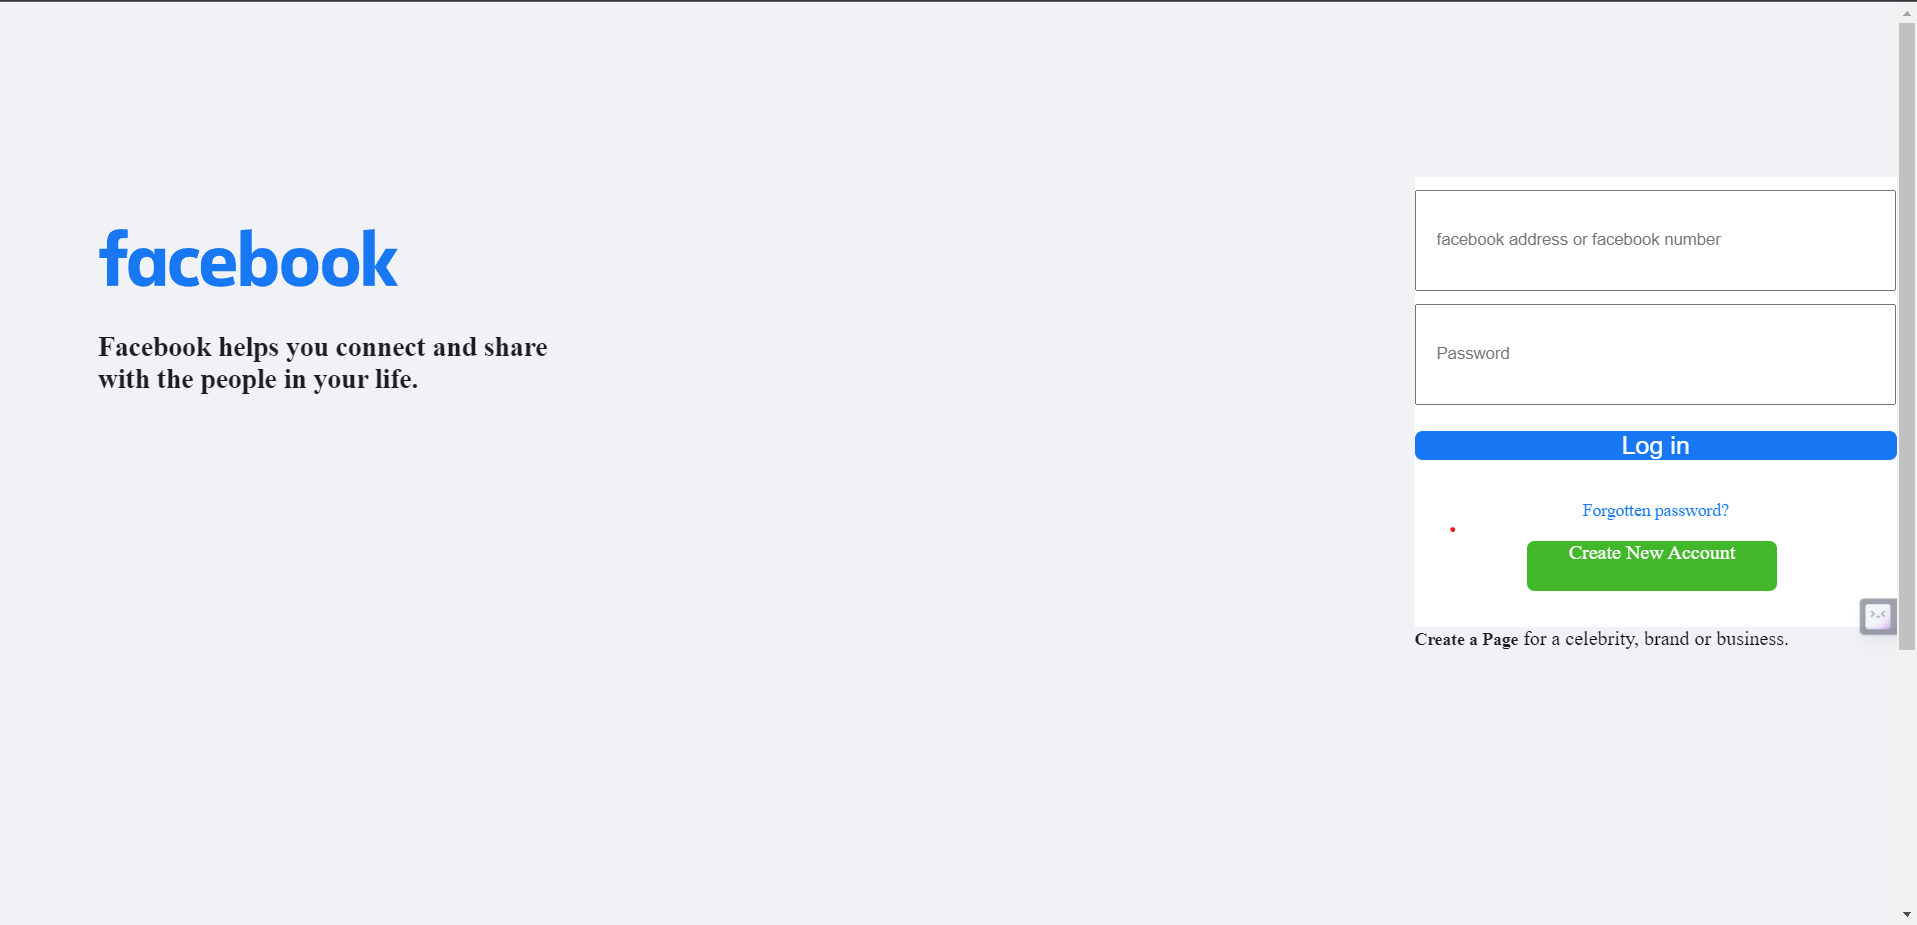 facebook
Facebook helps you connect and share
with the people in your life.
facebook address or facebook number
Password
Log in
Forgotten password?
Create New Account
Create a Page for a celebrity, brand or business.